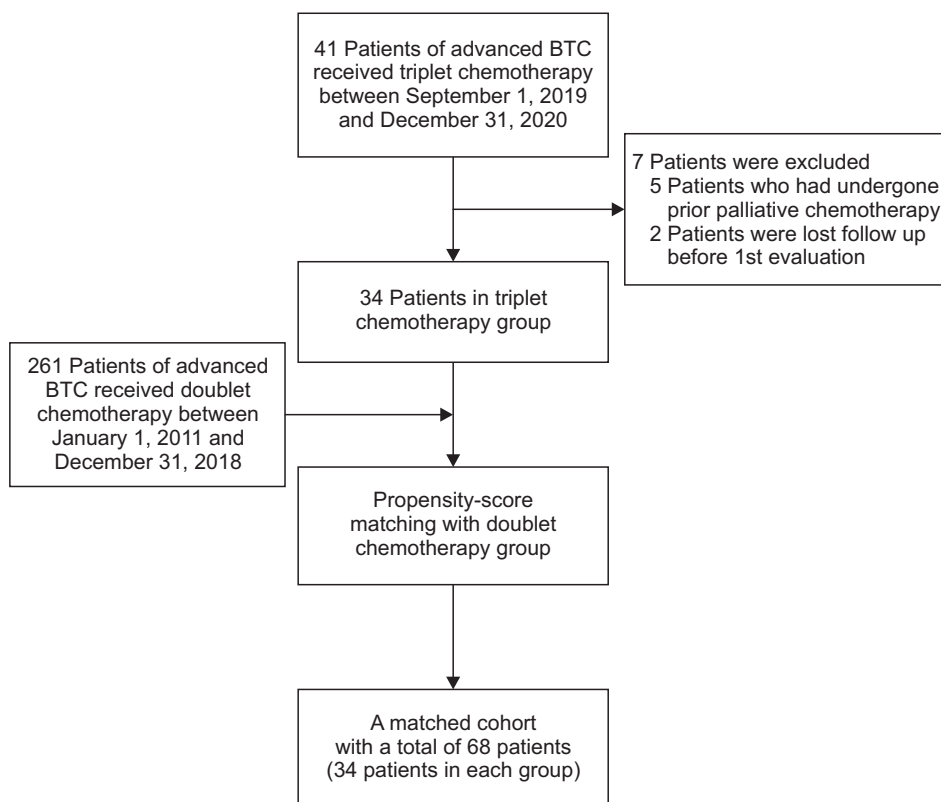 41 Patients of advanced BTC
received triplet chemotherapy
between September 1, 2019
and December 31, 2020
7 Patients were excluded
5 Patients who had undergone
prior palliative chemotherapy
2 Patients were lost follow up
before 1st evaluation
34 Patients in triplet
chemotherapy group
261 Patients of advanced
BTC received doublet
chemotherapy between
January 1, 2011 and
December 31, 2018
Propensity-score
matching with doublet
chemotherapy group
A matched cohort
with a total of 68 patients
(34 patients in each group)